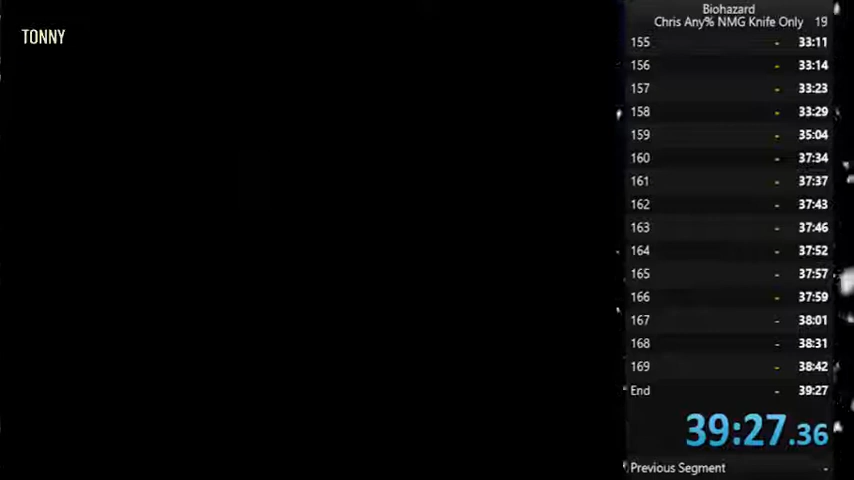 TONNY
Biohazard
Chris Any% NMG Knife Only 19
155 - 33:11
156 - 33:14
157 - 33:23
158 - 33:29
159 - 35:04
160 - 37:34
161 - 37:37
162 - 37:43
163 - 37:46
164 - 37:52
165 - 37:57
166 - 37:59
167 - 38:01
168 - 38:31
169 - 38:42
End - 39:27
39:27.36
Previous Segment -